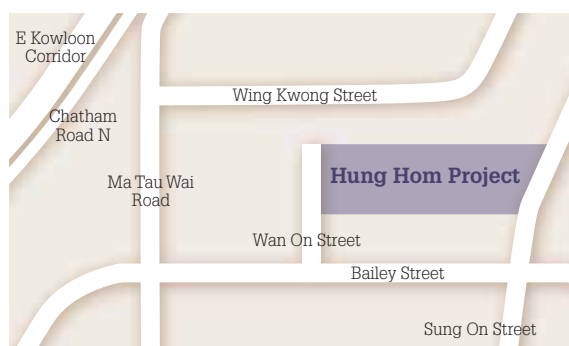 E Kowloon
Corridor
Wing Kwong Street
Chatham
Road N
Hung Hom Project
Ma Tau Wai
Road
Wan On Street
Bailey Street
Sung On Street